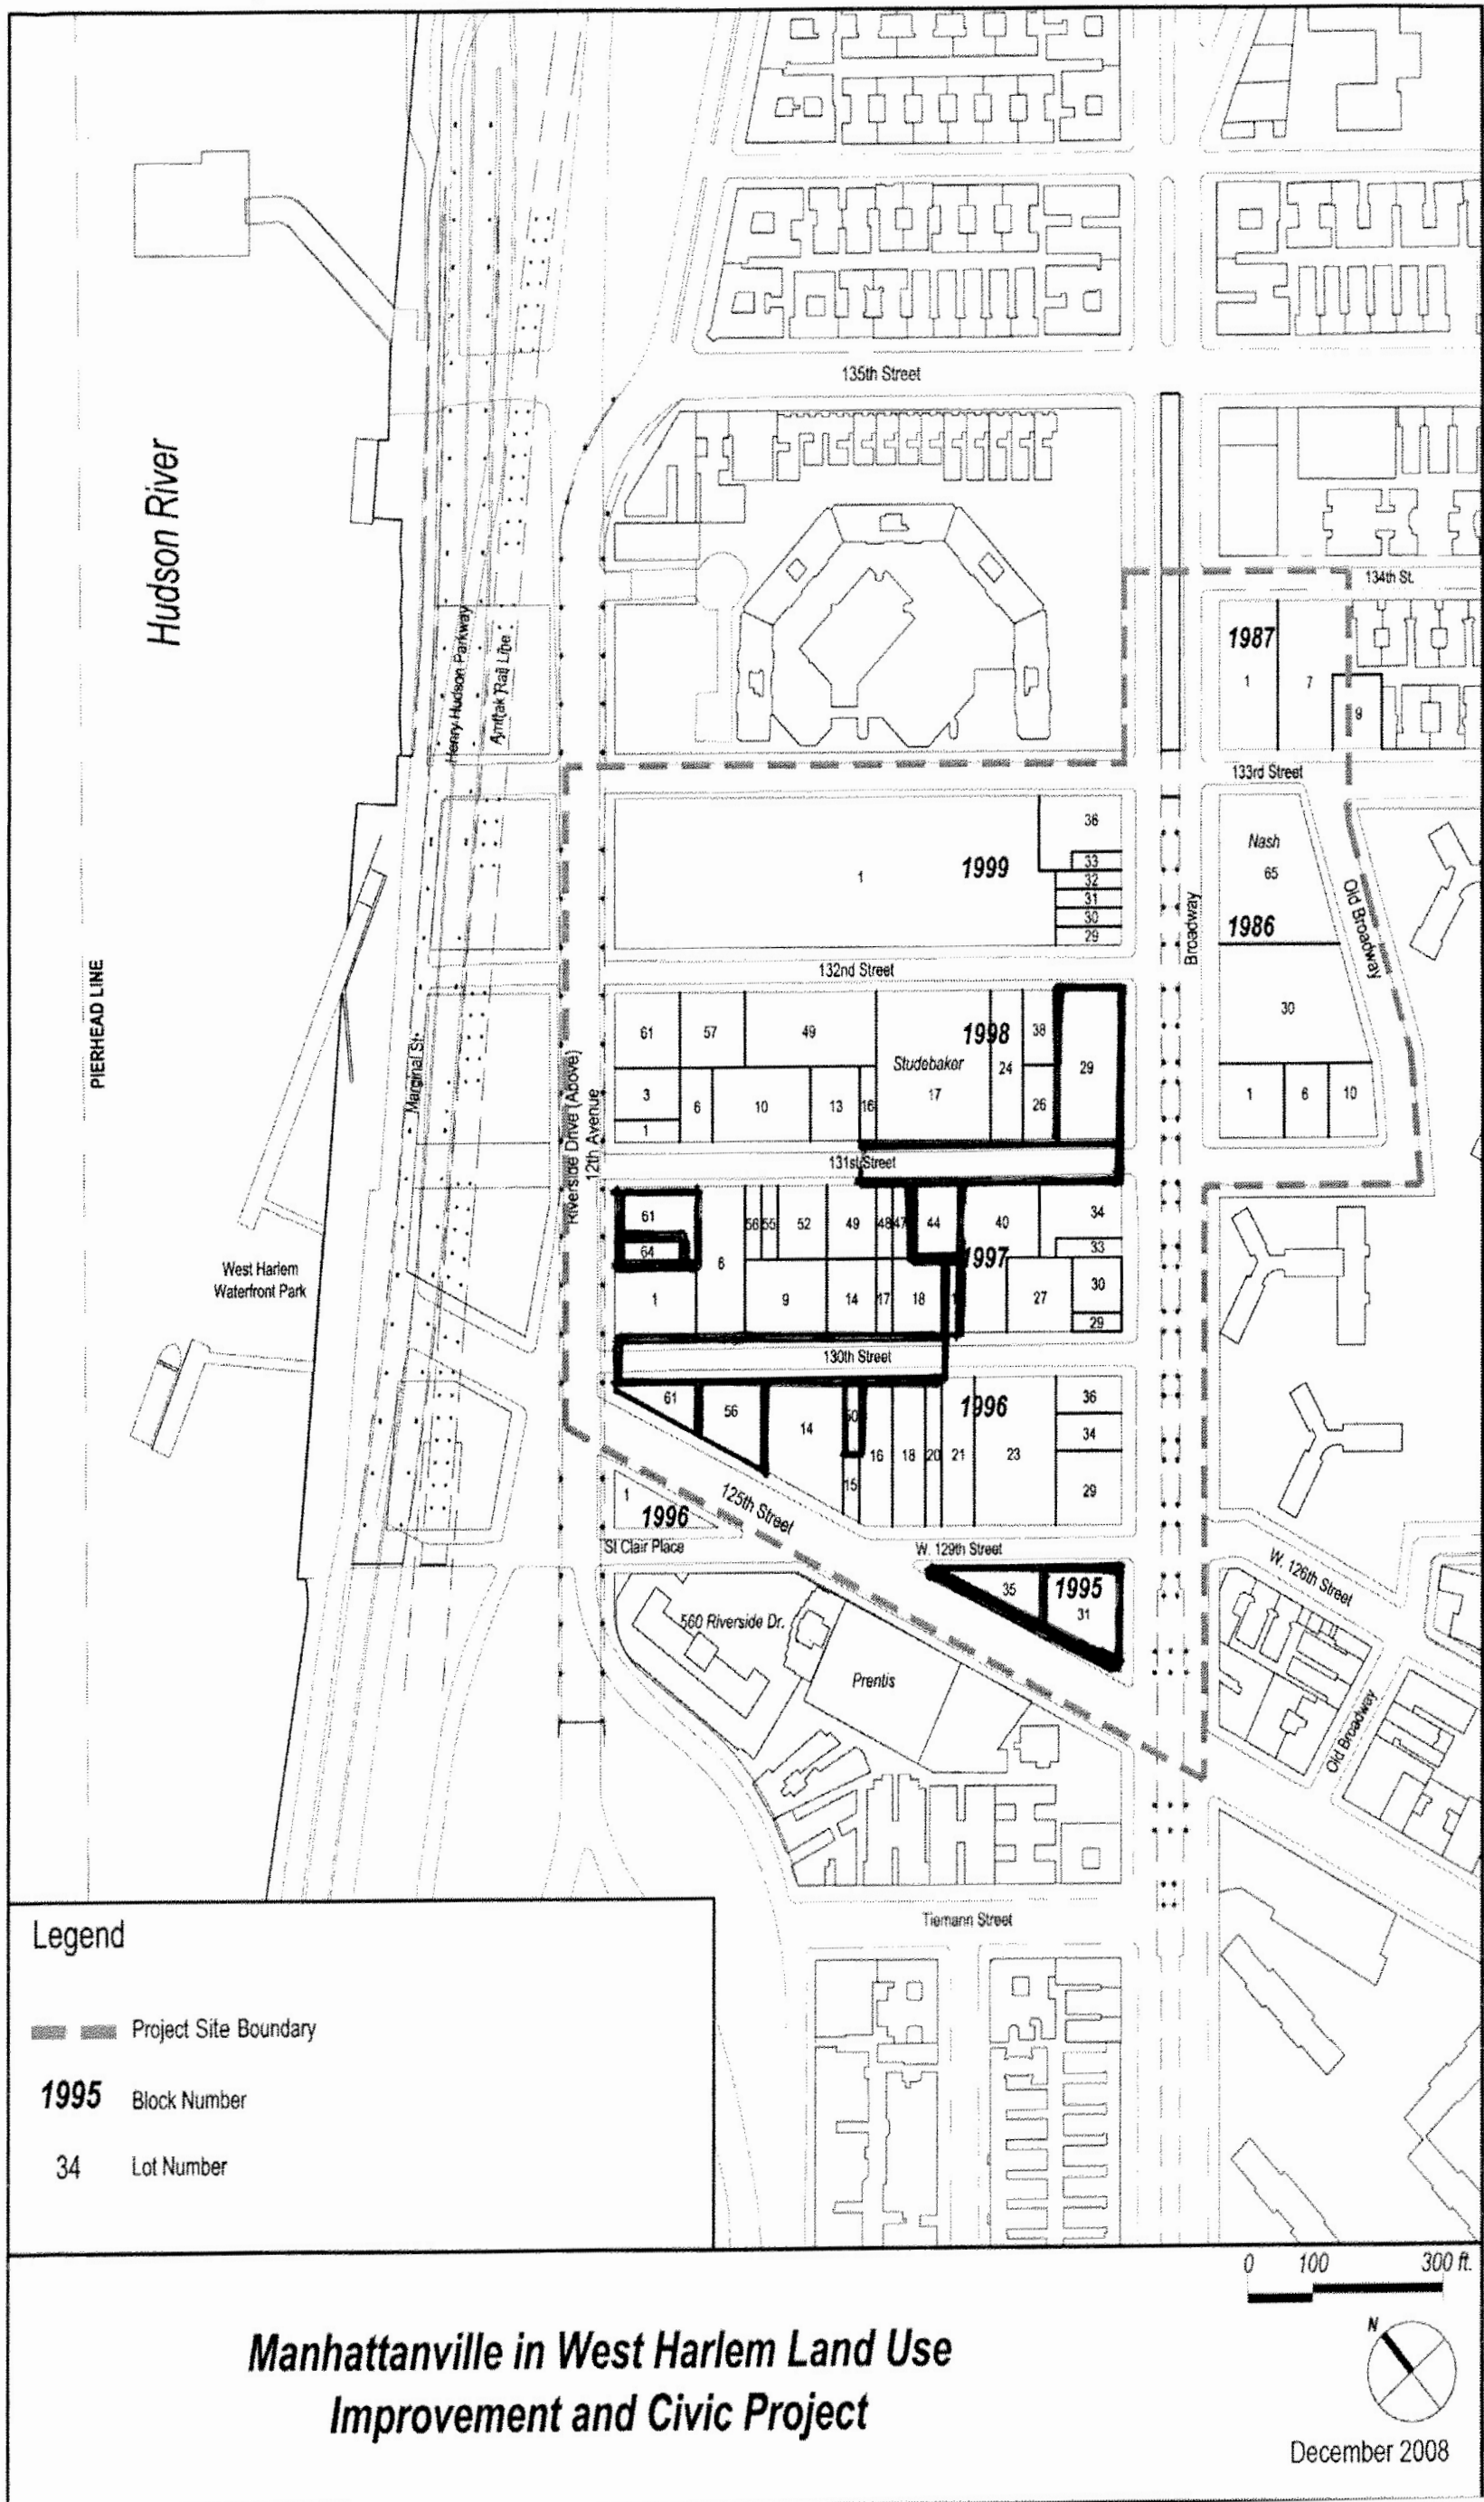 135th Street
Hudson River
134th St.
1987
1
7
9
Henry Hudson Parkway
Amtrak Rail Line
133rd Street
36
33
32
31
30
29
1
1999
Nash
65
1986
30
1
6
10
Broadway
Old Broadway
132nd Street
PIERHEAD LINE
Marginal St.
Riverside Drive (Above)
12th Avenue
61
57
49
1998
38
Studebaker
17
24
29
3
6
10
13
16
26
1
131st Street
61
64
56
55
52
49
48
47
44
40
34
33
1997
6
1
9
14
17
18
27
30
29
West Harlem
Waterfront Park
130th Street
61
56
14
50
1996
36
34
16
18
20
21
23
29
15
125th Street
1
1996
St Clair Place
W. 129th Street
35
1995
31
W. 126th Street
560 Riverside Dr.
Prentis
Old Broadway
Tiemann Street
Legend
Project Site Boundary
1995 Block Number
34 Lot Number
0 100 300 ft.
N
Manhattanville in West Harlem Land Use
Improvement and Civic Project
December 2008